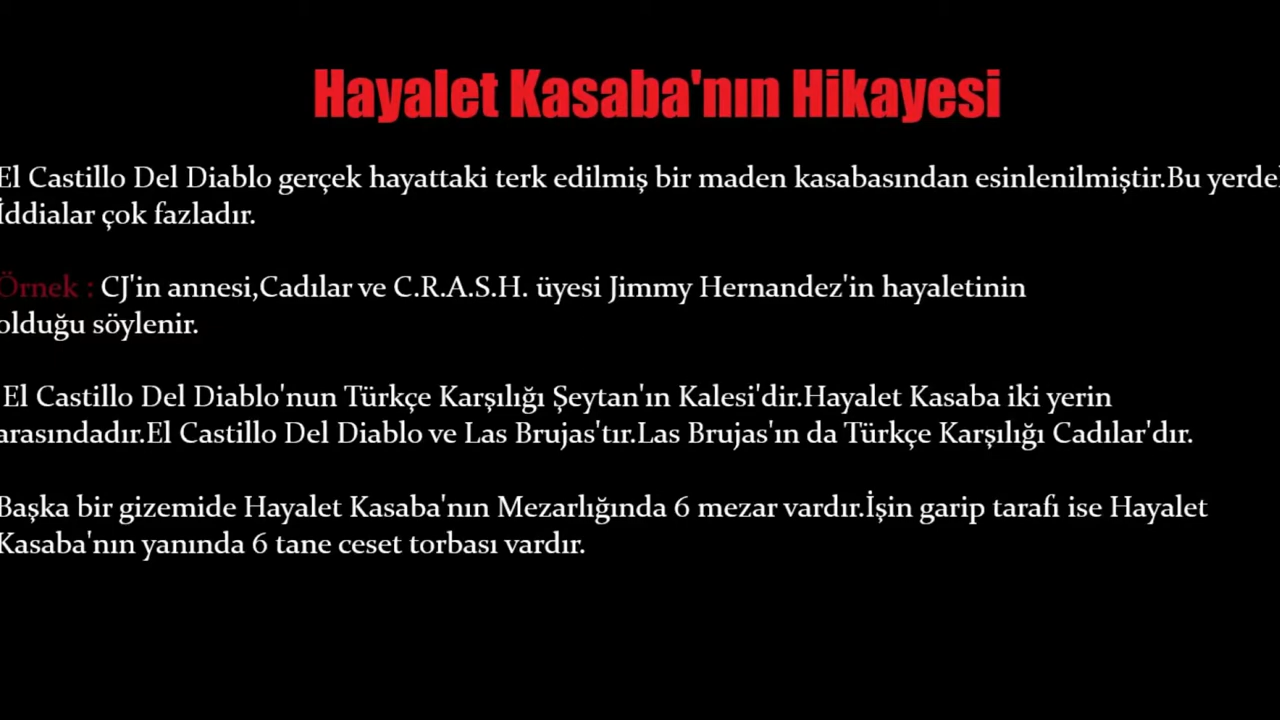 Hayalet Kasaba'nın Hikayesi
El Castillo Del Diablo gerçek hayattaki terk edilmiş bir maden kasabasından esinlenilmiştir.Bu
İddialar çok fazladır.
Örnek : CJ'in annesi,Cadılar ve C.R.A.S.H. üyesi Jimmy Hernandez'in hayaletinin
olduğu söylenir.
El Castillo Del Diablo'nun Türkçe Karşılığı Şeytan'ın Kalesi'dir.Hayalet Kasaba iki yerin
arasındadır.El Castillo Del Diablo ve Las Brujas'tır.Las Brujas'ın da Türkçe Karşılığı Cadılar'dır.
Başka bir gizemide Hayalet Kasaba'nın Mezarlığında 6 mezar vardır.İşin garip tarafı ise Hayalet
Kasaba'nın yanında 6 tane ceset torbası vardır.